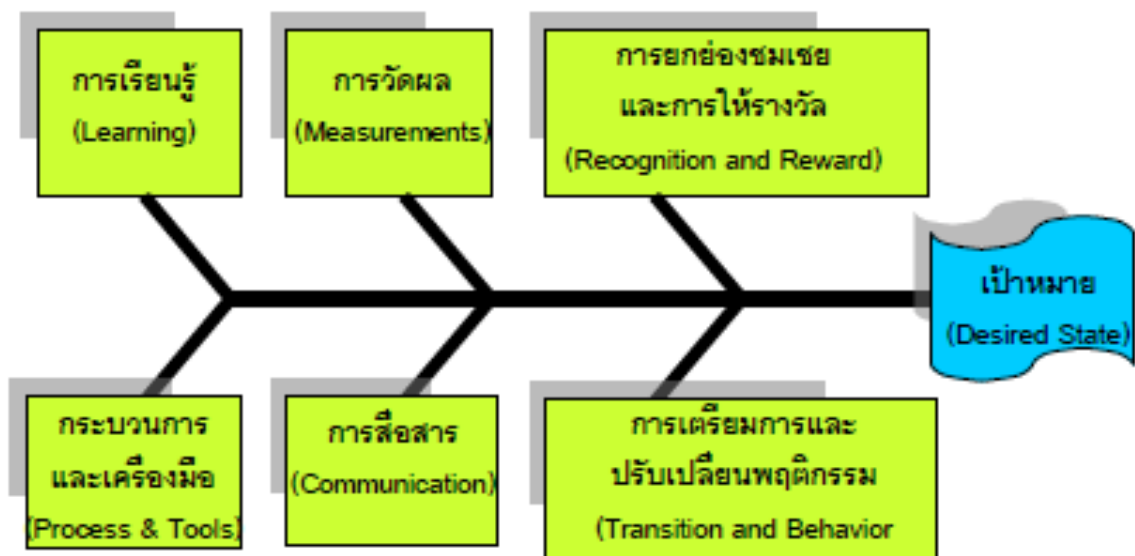 การเรียนรู้
(Learning)
การวัดผล
(Measurements)
การยกย่องชมเชย
และการให้รางวัล
(Recognition and Reward)
เป้าหมาย
(Desired State)
กระบวนการ
และเครื่องมือ
(Process & Tools)
การสื่อสาร
(Communication)
การเตรียมการและ
ปรับเปลี่ยนพฤติกรรม
(Transition and Behavior